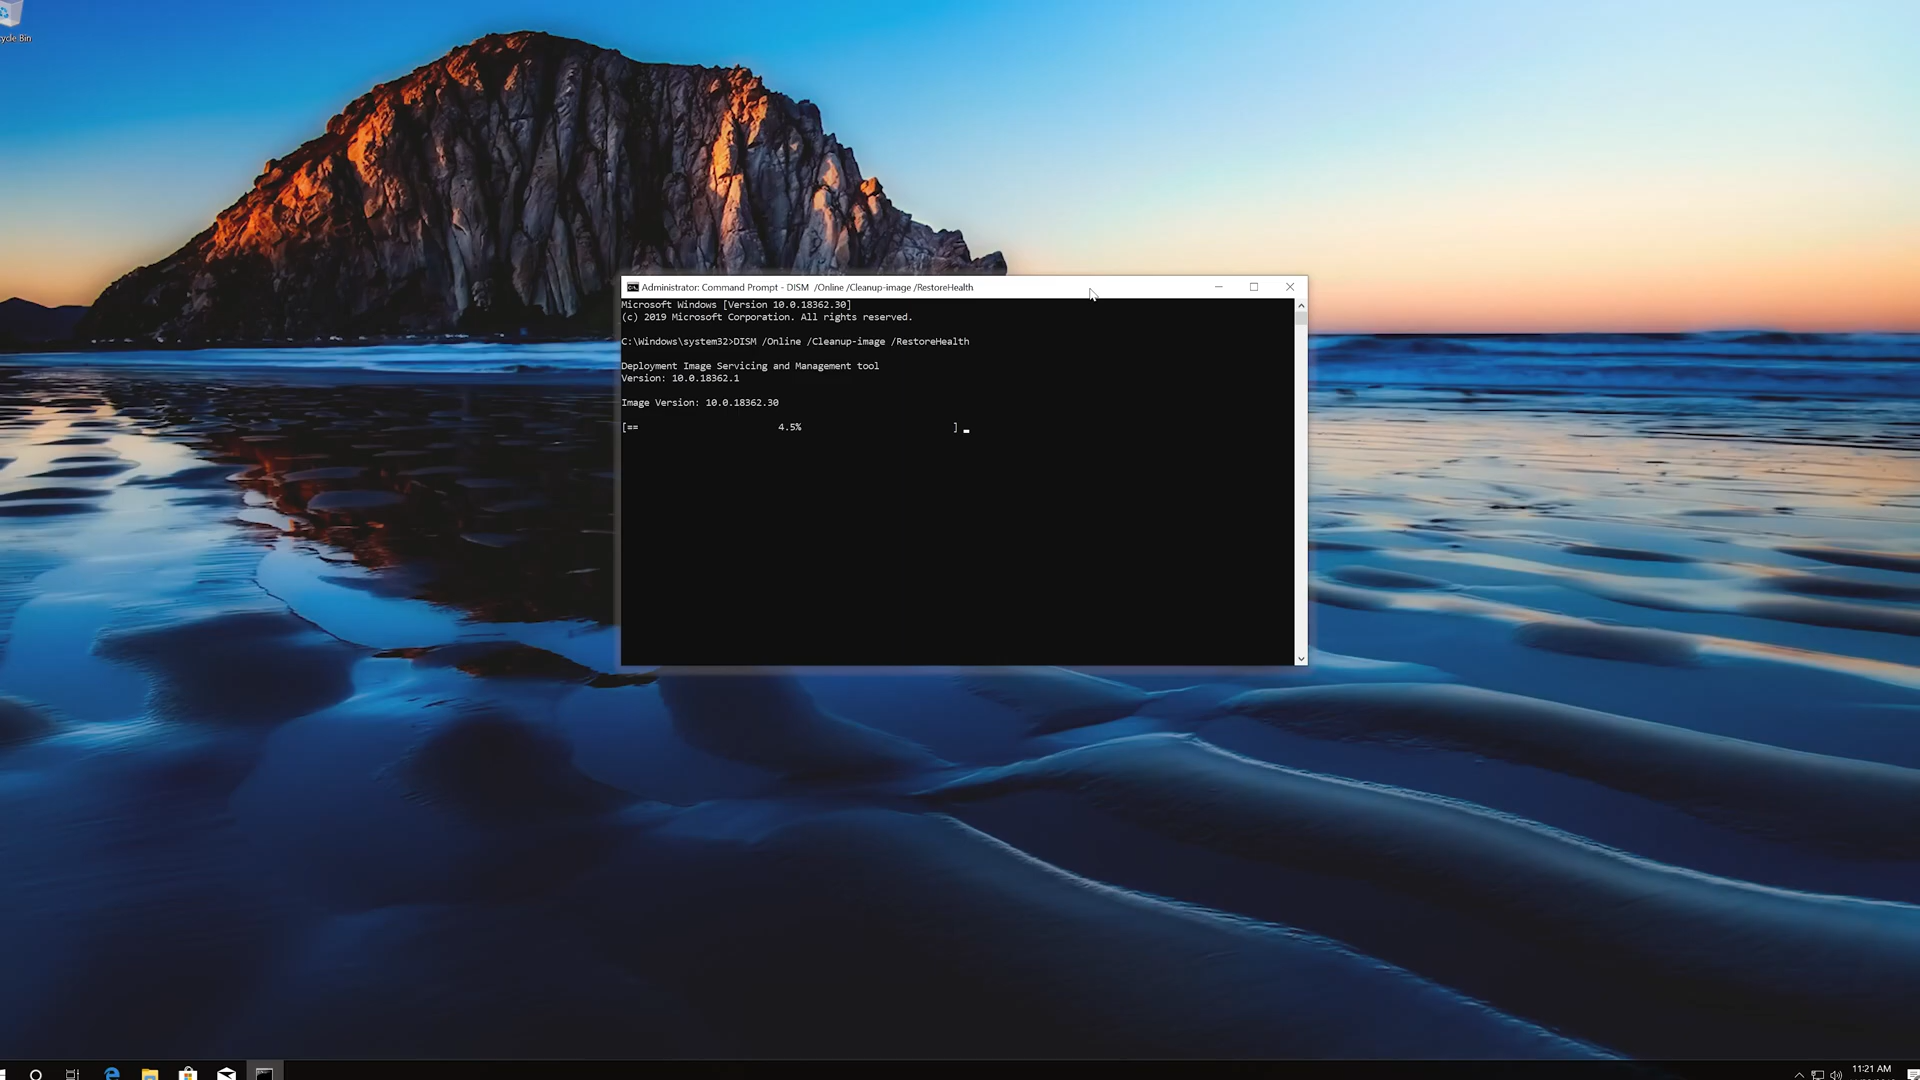 ycle Bin
Administrator: Command Prompt - DISM /Online /Cleanup-image /RestoreHealth
Microsoft Windows [Version 10.0.18362.30]
(c) 2019 Microsoft Corporation. All rights reserved.
C:\Windows\system32>DISM /Online /Cleanup-image /RestoreHealth
Deployment Image Servicing and Management tool
Version: 10.0.18362.1
Image Version: 10.0.18362.30
[==                         4.5%                           ]
11:21 AM